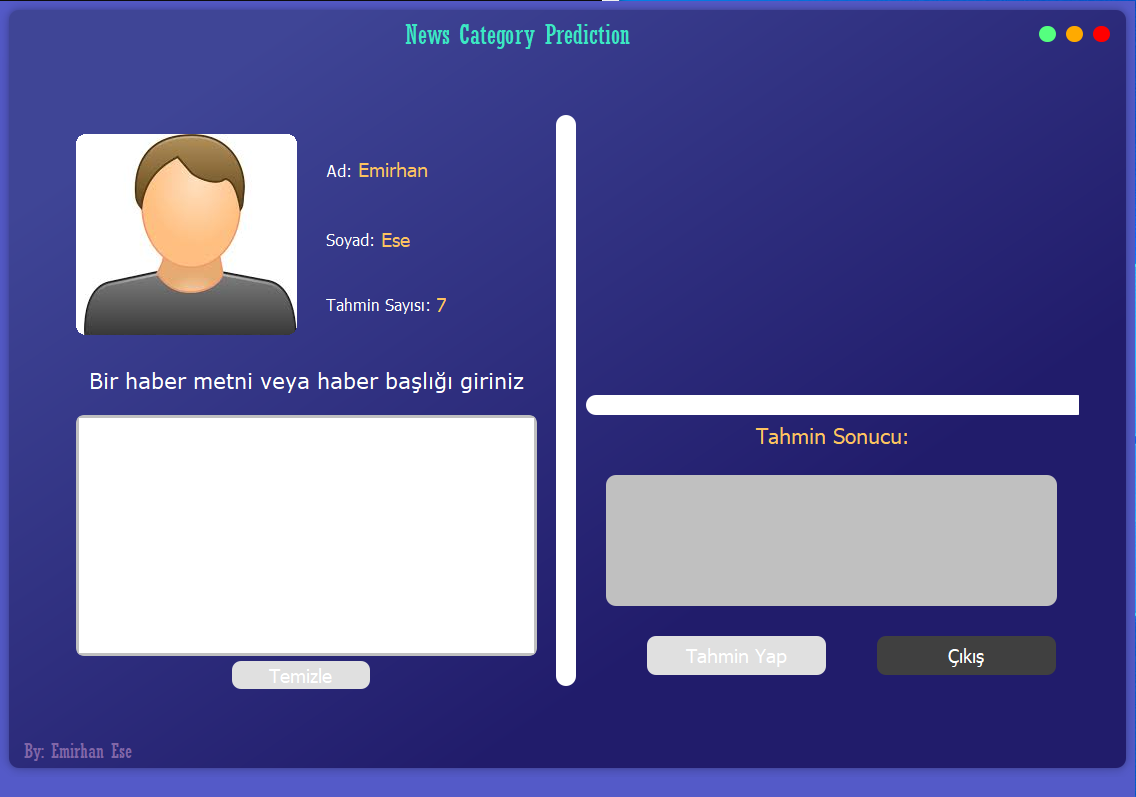 News Category Prediction
Ad: Emirhan
Soyad: Ese
Tahmin Sayısı: 7
Bir haber metni veya haber başlığı giriniz
Temizle
Tahmin Sonucu:
Tahmin Yap
Çıkış
By: Emirhan Ese